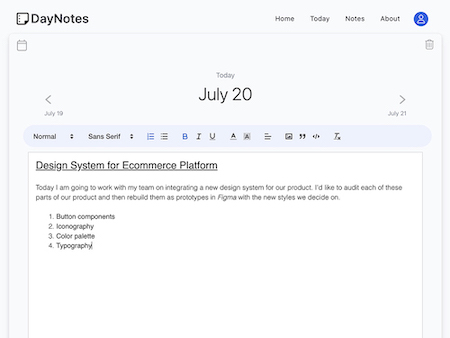 DayNotes
Home Today Notes About
Today
July 20
July 19
July 21
Normal Sans Serif B I U A A
Design System for Ecommerce Platform
Today I am going to work with my team on integrating a new design system for our product. I'd like to audit each of these
parts of our product and then rebuild them as prototypes in Figma with the new styles we decide on.
1. Button components
2. Iconography
3. Color palette
4. Typography